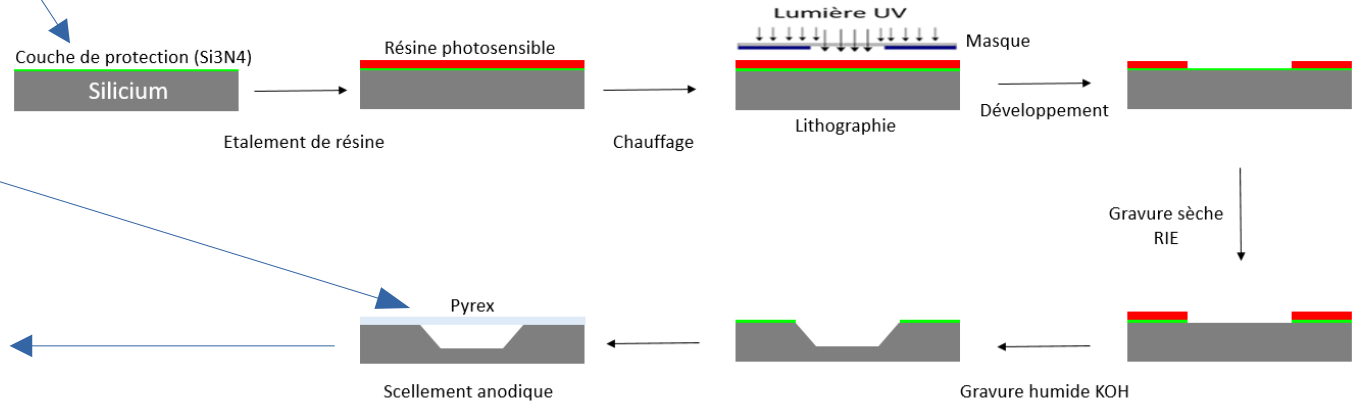 Lumière UV
Masque
Couche de protection (Si3N4)
Résine photosensible
Silicium
Développement
Lithographie
Etalement de résine
Chauffage
Gravure sèche
RIE
Pyrex
Scellement anodique
Gravure humide KOH